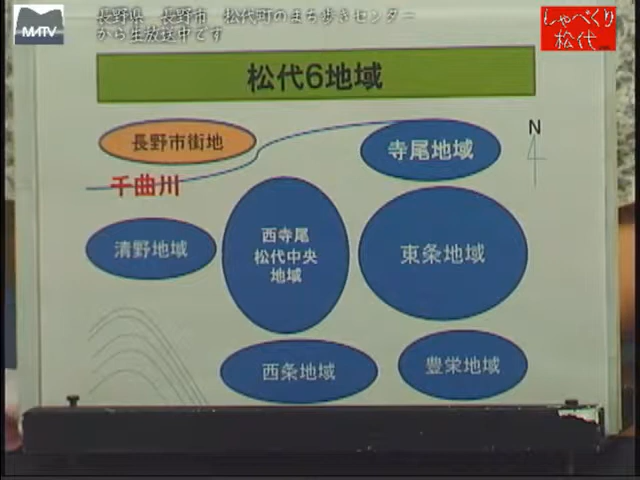 MATV
長野県 長野市 松代町のまち歩きセンター
から生放送中です
しゃべくり
松代
松代6地域
長野市街地
寺尾地域
N
千曲川
清野地域
西寺尾
松代中央
地域
東条地域
西条地域
豊栄地域